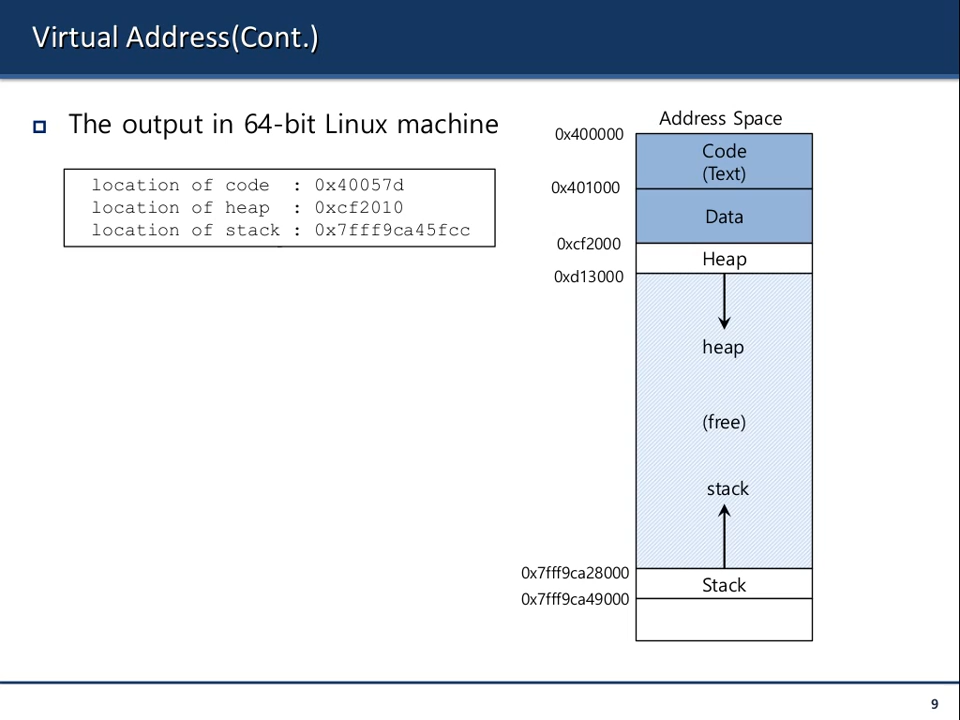 Virtual Address(Cont.)
The output in 64-bit Linux machine
location of code  : 0x40057d
location of heap  : 0xcf2010
location of stack : 0x7fff9ca45fcc
Address Space
0x400000
Code
(Text)
0x401000
Data
0xcf2000
Heap
0xd13000
heap
(free)
stack
0x7fff9ca28000
Stack
0x7fff9ca49000
9